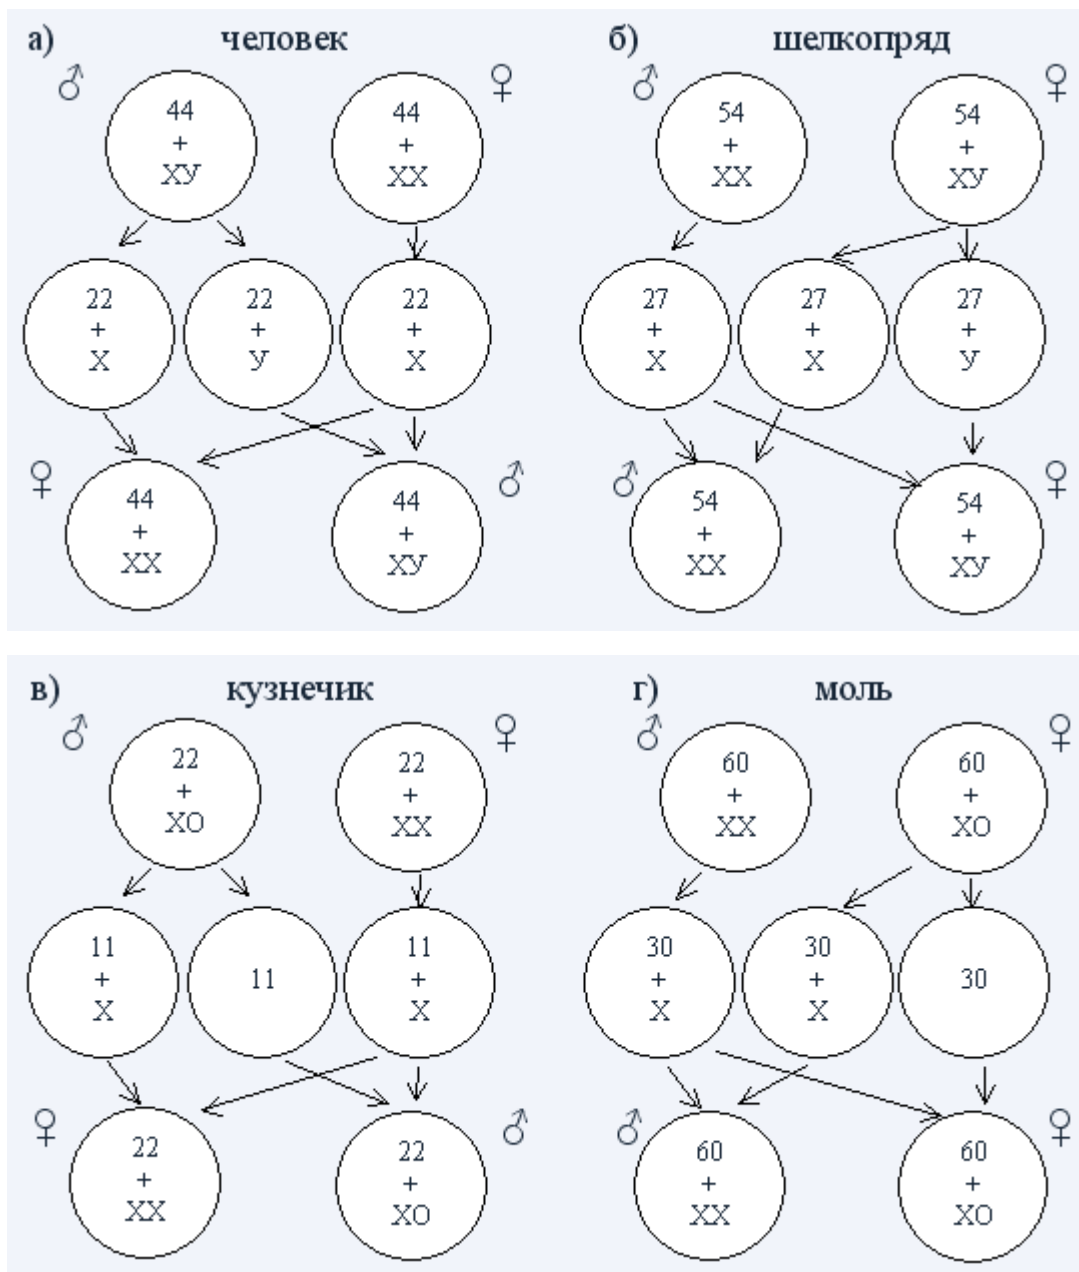 а) человек
♂ ♀
44 + ХУ
44 + ХХ
22 + Х
22 + У
22 + Х
♀ ♂
44 + ХХ
44 + ХУ
б) шелкопряд
♂ ♀
54 + ХХ
54 + ХУ
27 + Х
27 + Х
27 + У
♂ ♀
54 + ХХ
54 + ХУ
в) кузнечик
♂ ♀
22 + ХО
22 + ХХ
11 + Х
11
11 + Х
♀ ♂
22 + ХХ
22 + ХО
г) моль
♂ ♀
60 + ХХ
60 + ХО
30 + Х
30 + Х
30
♂ ♀
60 + ХХ
60 + ХО